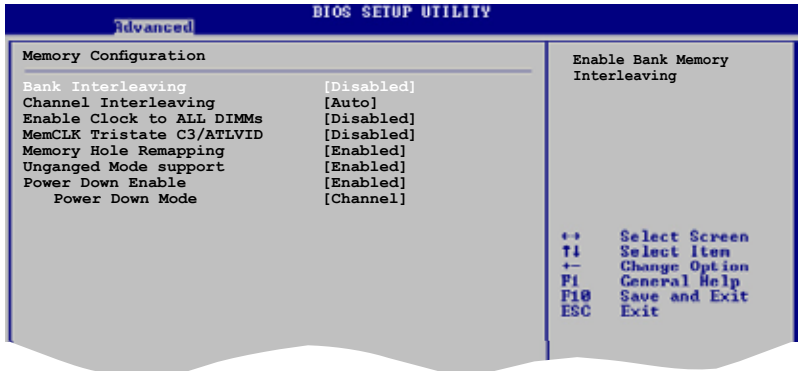 BIOS SETUP UTILITY
Advanced
Memory Configuration
Bank Interleaving [Disabled]
Channel Interleaving [Auto]
Enable Clock to ALL DIMMs [Disabled]
MemCLK Tristate C3/ATLVID [Disabled]
Memory Hole Remapping [Enabled]
Unganged Mode support [Enabled]
Power Down Enable [Enabled]
Power Down Mode [Channel]
Enable Bank Memory
Interleaving
←→ Select Screen
↑↓ Select Item
+- Change Option
F1 General Help
F10 Save and Exit
ESC Exit